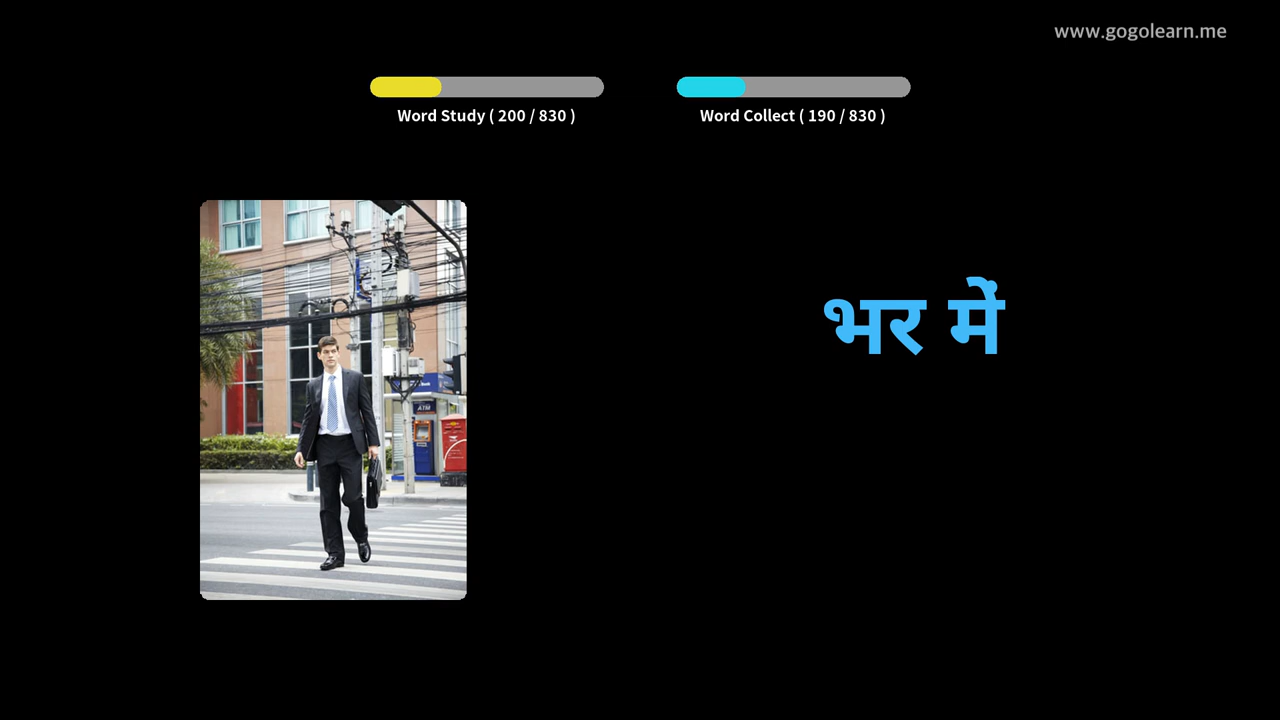 www.gogolearn.me
Word Study ( 200 / 830 )
Word Collect ( 190 / 830 )
भर में
ATM